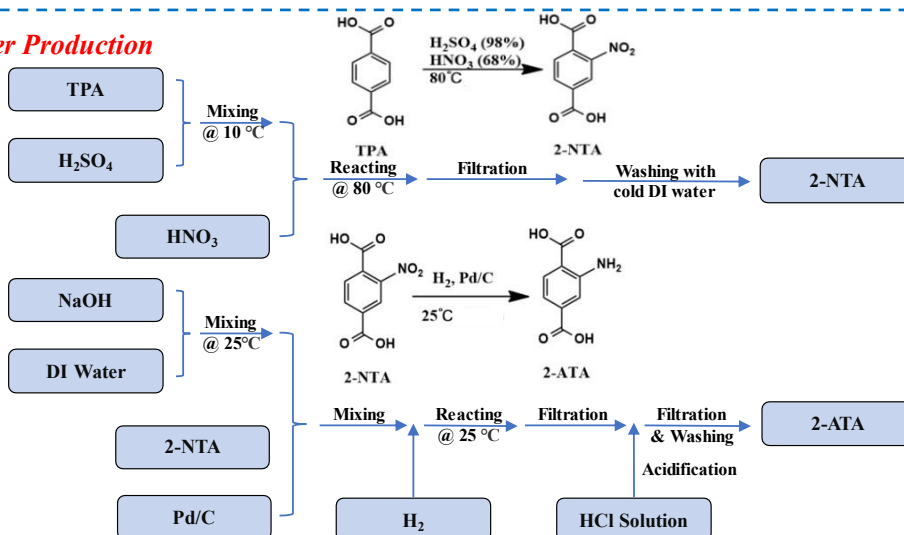 er Production
TPA
H₂SO₄
Mixing
@ 10 °C
HNO₃
HO
O
O
OH
TPA
H₂SO₄ (98%)
HNO₃ (68%)
80℃
HO
O
NO₂
O
OH
2-NTA
Reacting
@ 80 °C
Filtration
Washing with
cold DI water
2-NTA
NaOH
DI Water
Mixing
@ 25°C
2-NTA
Pd/C
HO
O
NO₂
O
OH
2-NTA
H₂, Pd/C
25℃
HO
O
NH₂
O
OH
2-ATA
Mixing
Reacting
@ 25 °C
Filtration
Filtration
& Washing
Acidification
2-ATA
H₂
HCl Solution